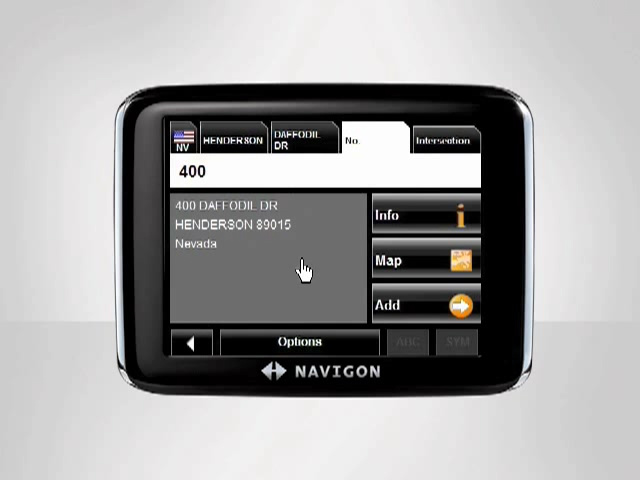 NV
HENDERSON
DAFFODIL
DR
No.
Intersection
400
400 DAFFODIL DR
HENDERSON 89015
Nevada
Info
i
Map
Add
Options
ABC
SYM
NAVIGON